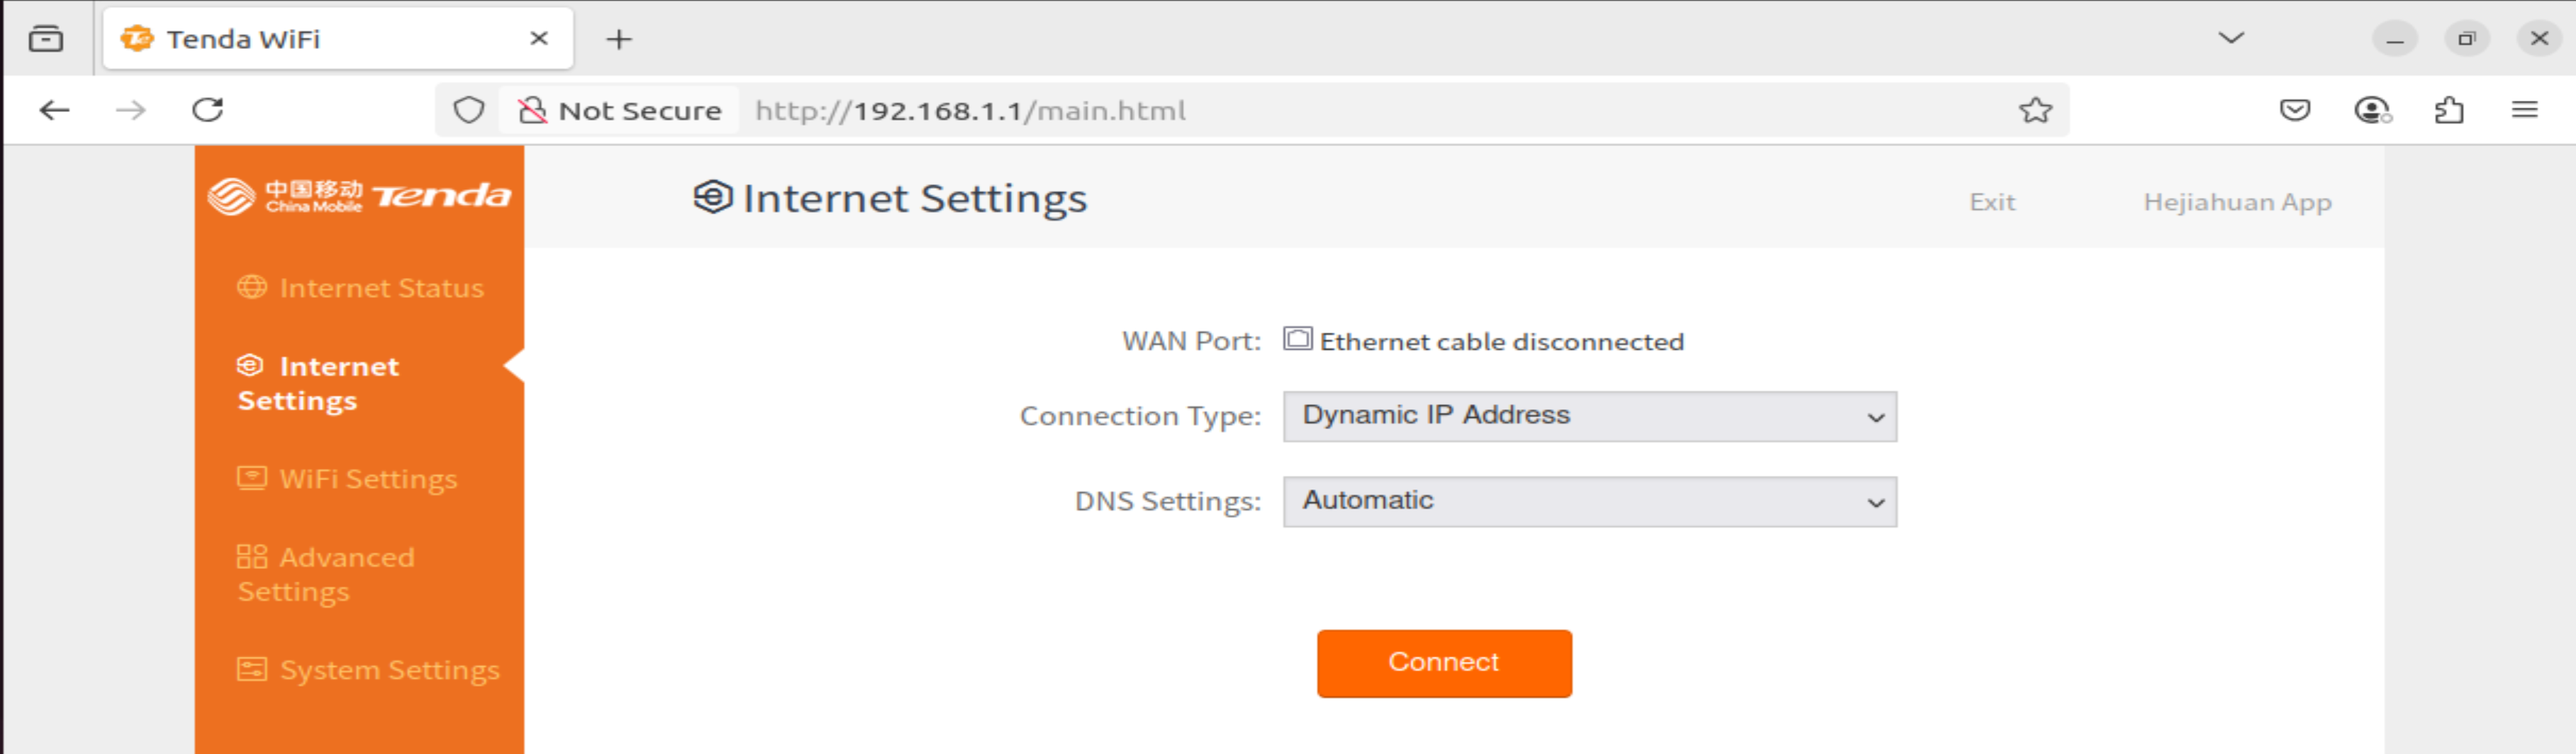 Tenda WiFi
Not Secure http://192.168.1.1/main.html
中国移动
China Mobile
Tenda
Internet Settings
Exit
Hejiahuan App
Internet Status
Internet
Settings
WiFi Settings
Advanced
Settings
System Settings
WAN Port: Ethernet cable disconnected
Connection Type: Dynamic IP Address
DNS Settings: Automatic
Connect